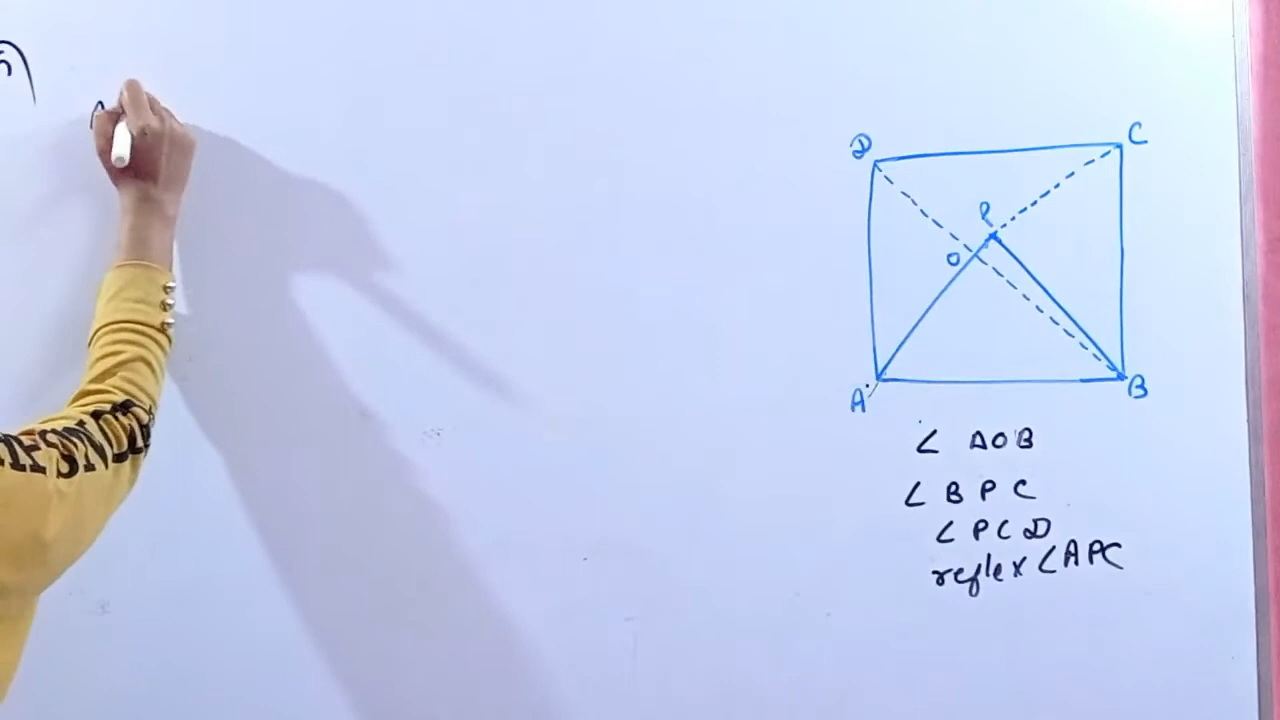 D
C
P
O
A
B
∠ AOB
∠ BPC
∠ PCD
reflex ∠APC